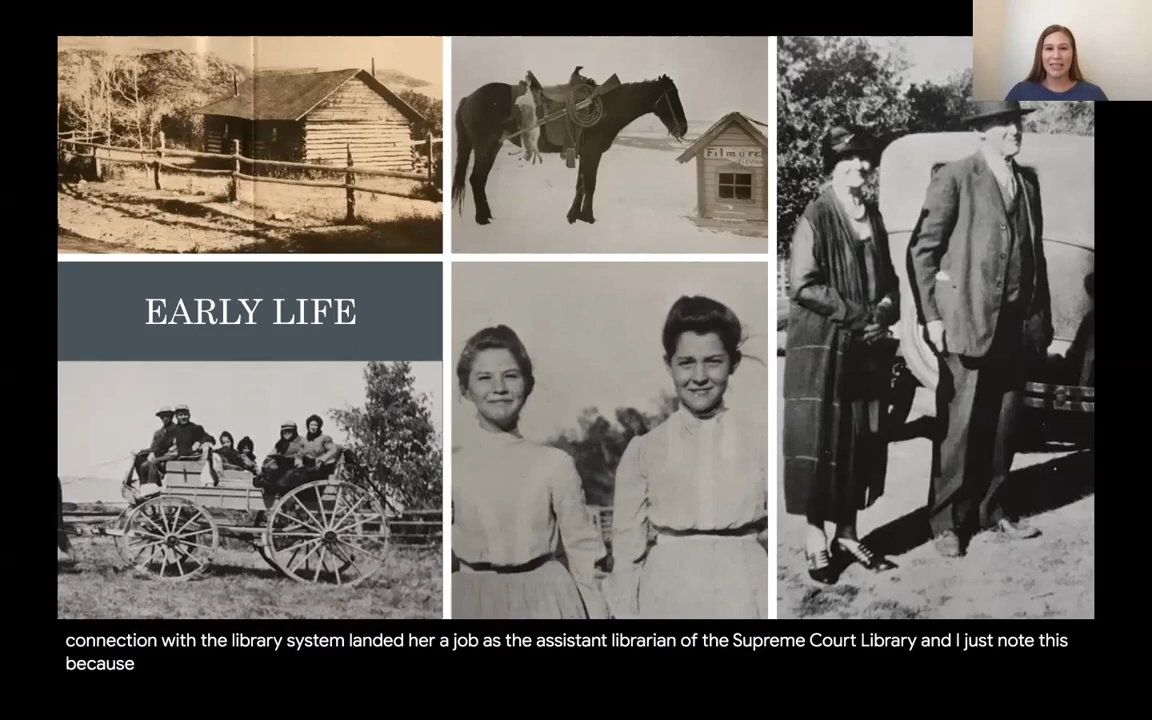 Filmore
EARLY LIFE
connection with the library system landed her a job as the assistant librarian of the Supreme Court Library and I just note this
because